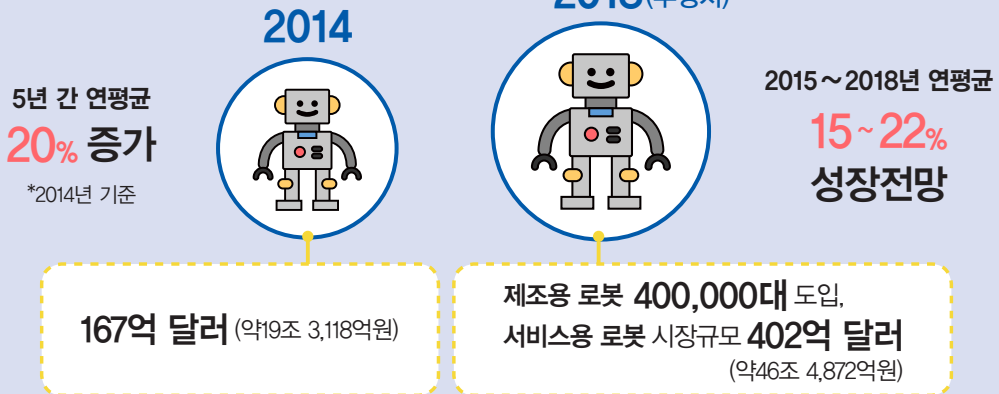 2014
5년 간 연평균
20% 증가
*2014년 기준
2015~2018년 연평균
15~22%
성장전망
167억 달러 (약19조 3,118억원)
제조용 로봇 400,000대 도입,
서비스용 로봇 시장규모 402억 달러
(약46조 4,872억원)